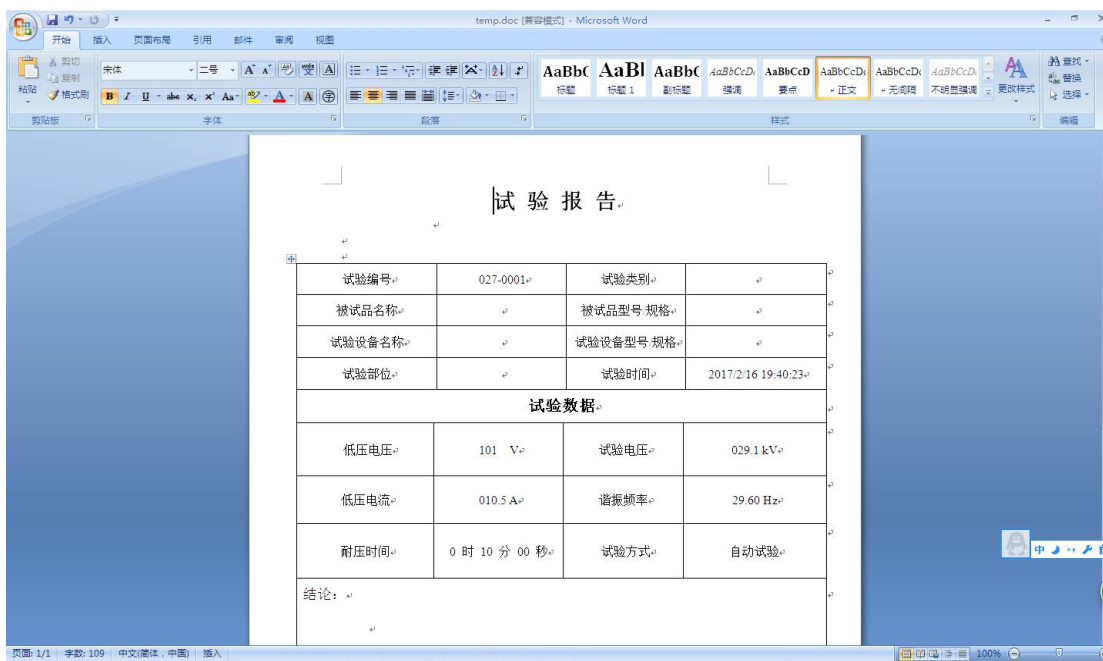 temp.doc [兼容模式] - Microsoft Word
开始 插入 页面布局 引用 邮件 审阅 视图
剪切 复制 格式刷 粘贴
宋体 二号
AaBbC AaBl AaBbC AaBbCcD AaBbCcD AaBbCcDc AaBbCcDc AaBbCcD
标题 标题 1 副标题 强调 要点 正文 无间隔 不明显强调 更改样式
查找 替换 选择
剪贴板 字体 段落 样式 编辑
试 验 报 告
试验编号 027-0001 试验类别
被试品名称 被试品型号/规格
试验设备名称 试验设备型号/规格
试验部位 试验时间 2017/2/16 19:40:23
试验数据
低压电压 101 V 试验电压 029.1 kV
低压电流 010.5 A 谐振频率 29.60 Hz
耐压时间 0 时 10 分 00 秒 试验方式 自动试验
结论:
中
页面: 1/1 字数: 109 中文(简体, 中国) 插入 100%